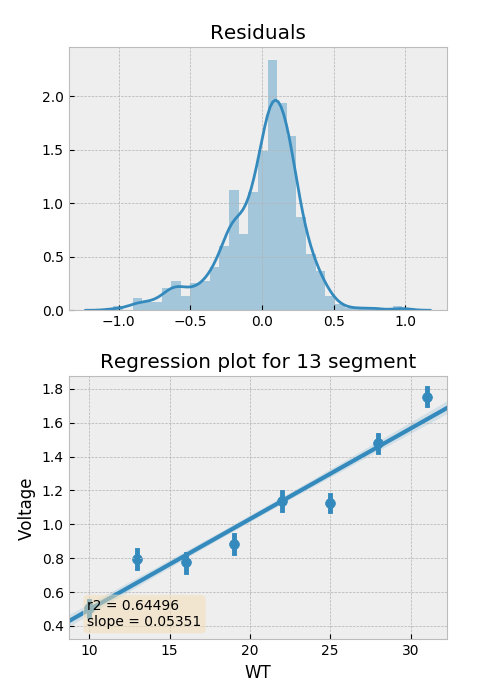 Residuals
2.0
1.5
1.0
0.5
0.0
−1.0 −0.5 0.0 0.5 1.0
Regression plot for 13 segment
1.8
1.6
1.4
1.2
1.0
0.8
0.6
0.4
Voltage
r2 = 0.64496
slope = 0.05351
10 15 20 25 30
WT